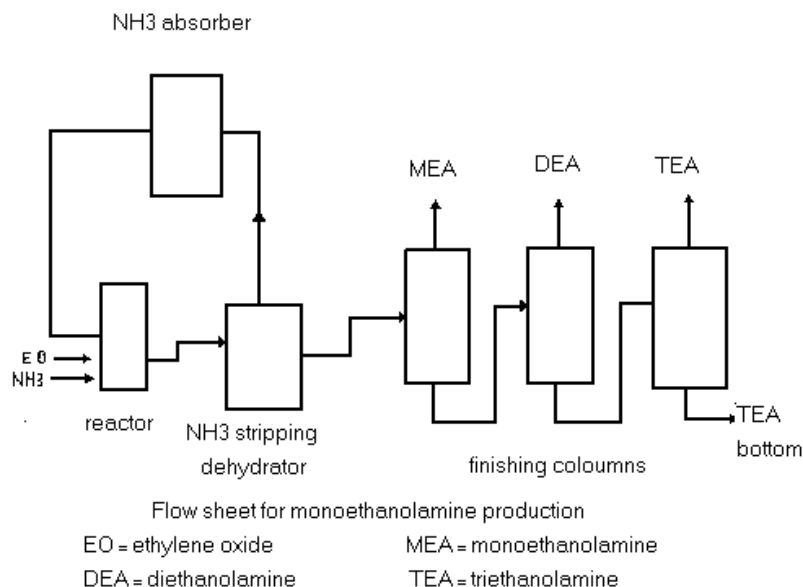 NH3 absorber
MEA
DEA
TEA
EO
NH3
reactor
NH3 stripping
dehydrator
finishing coloumns
TEA
bottom
Flow sheet for monoethanolamine production
EO = ethylene oxide
MEA = monoethanolamine
DEA = diethanolamine
TEA = triethanolamine